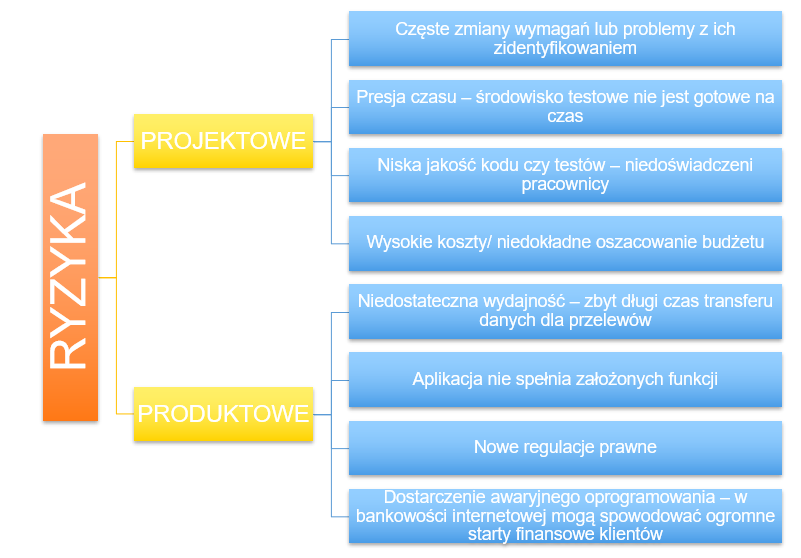 RYZYKA
PROJEKTOWE
Częste zmiany wymagań lub problemy z ich
zidentyfikowaniem
Presja czasu – środowisko testowe nie jest gotowe na
czas
Niska jakość kodu czy testów – niedoświadczeni
pracownicy
Wysokie koszty/ niedokładne oszacowanie budżetu
PRODUKTOWE
Niedostateczna wydajność – zbyt długi czas transferu
danych dla przelewów
Aplikacja nie spełnia założonych funkcji
Nowe regulacje prawne
Dostarczenie awaryjnego oprogramowania – w
bankowości internetowej mogą spowodować ogromne
starty finansowe klientów